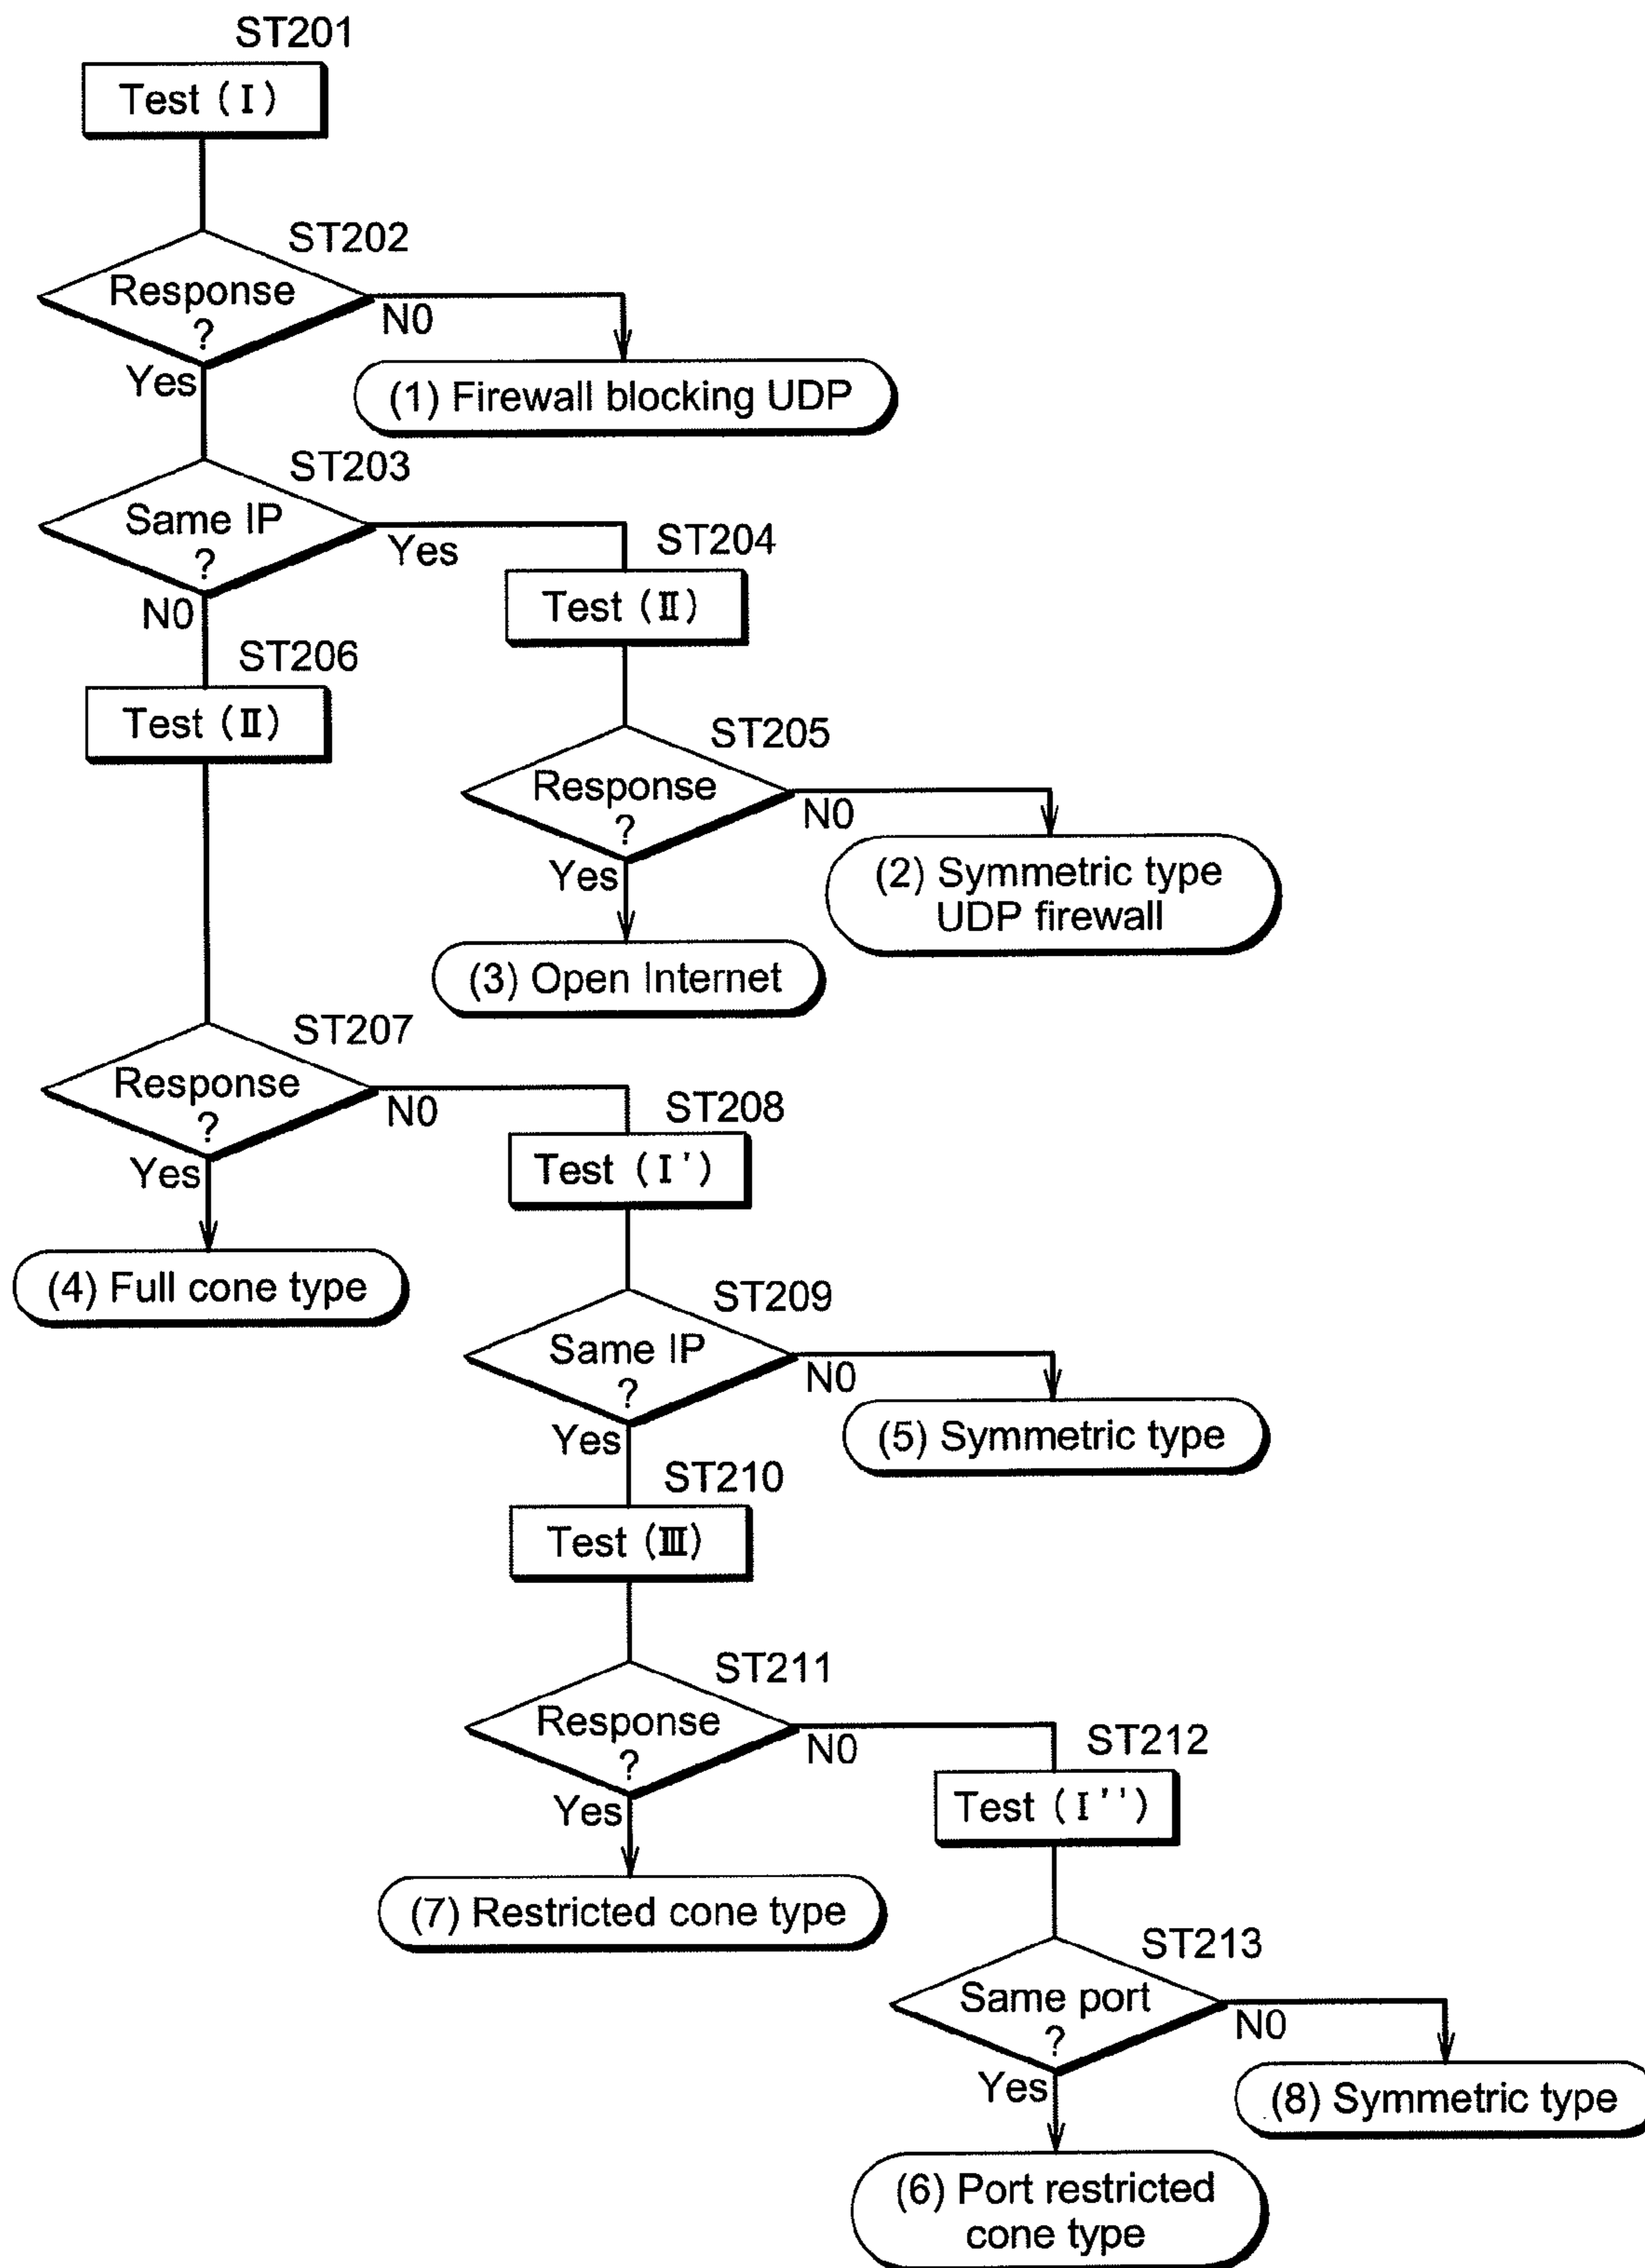 ST201
Test (I)
ST202
Response
?
N0
Yes
(1) Firewall blocking UDP
ST203
Same IP
?
Yes
N0
ST204
Test (II)
ST206
Test (II)
ST205
Response
?
N0
Yes
(2) Symmetric type
UDP firewall
(3) Open Internet
ST207
Response
?
N0
Yes
ST208
Test (I')
(4) Full cone type
ST209
Same IP
?
N0
Yes
(5) Symmetric type
ST210
Test (III)
ST211
Response
?
N0
Yes
ST212
Test (I'')
(7) Restricted cone type
ST213
Same port
?
N0
Yes
(8) Symmetric type
(6) Port restricted
cone type